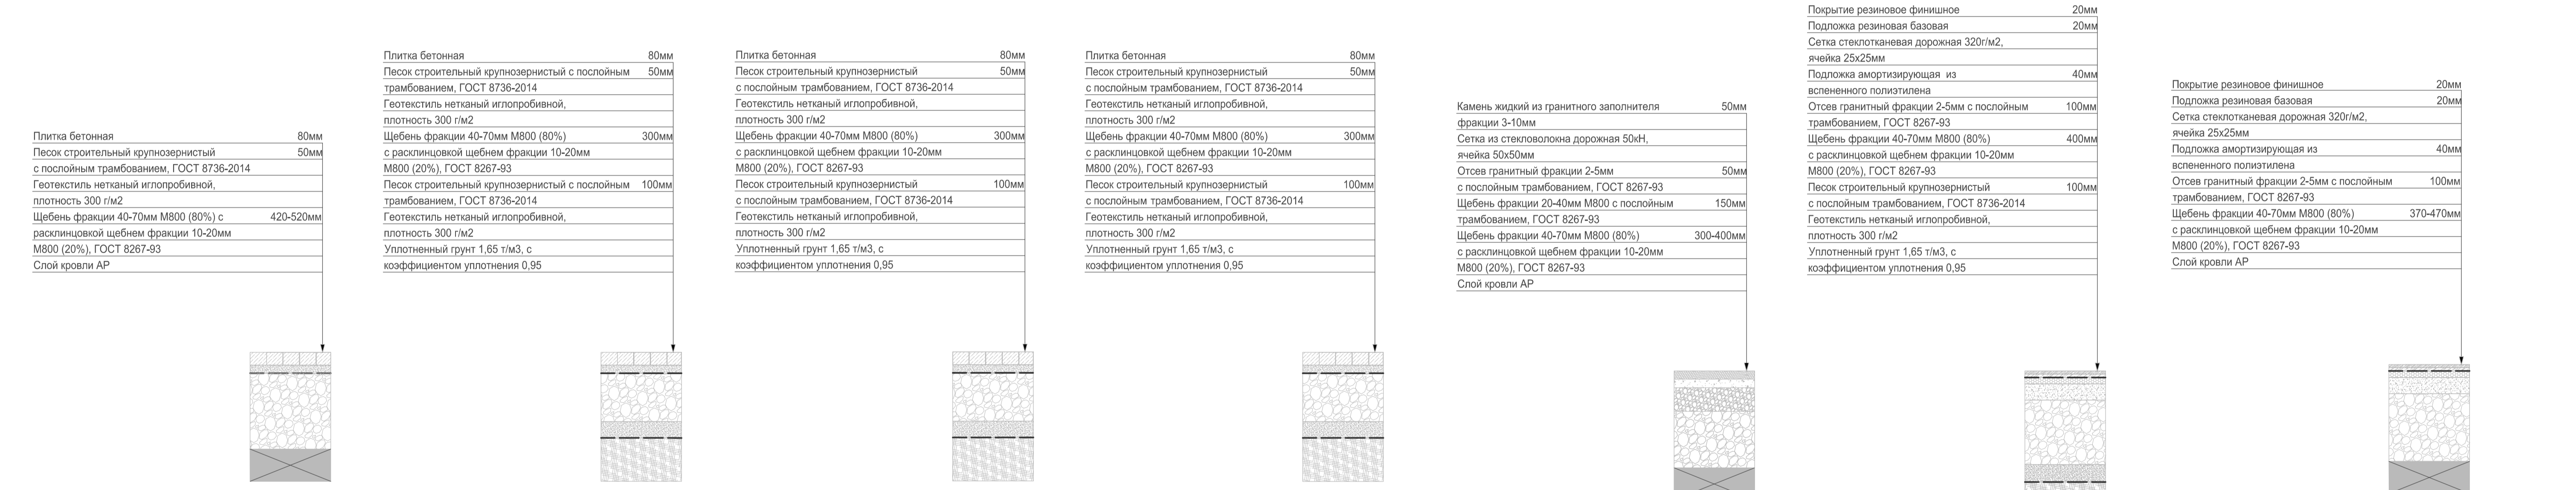 Плитка бетонная 80мм
Песок строительный крупнозернистый 50мм
с послойным трамбованием, ГОСТ 8736-2014
Геотекстиль нетканый иглопробивной,
плотность 300 г/м2
Щебень фракции 40-70мм М800 (80%) с 420-520мм
расклинцовкой щебнем фракции 10-20мм
М800 (20%), ГОСТ 8267-93
Слой кровли АР
Плитка бетонная 80мм
Песок строительный крупнозернистый с послойным 50мм
трамбованием, ГОСТ 8736-2014
Геотекстиль нетканый иглопробивной,
плотность 300 г/м2
Щебень фракции 40-70мм М800 (80%) 300мм
с расклинцовкой щебнем фракции 10-20мм
М800 (20%), ГОСТ 8267-93
Песок строительный крупнозернистый с послойным 100мм
трамбованием, ГОСТ 8736-2014
Геотекстиль нетканый иглопробивной,
плотность 300 г/м2
Уплотненный грунт 1,65 т/м3, с
коэффициентом уплотнения 0,95
Плитка бетонная 80мм
Песок строительный крупнозернистый 50мм
с послойным трамбованием, ГОСТ 8736-2014
Геотекстиль нетканый иглопробивной,
плотность 300 г/м2
Щебень фракции 40-70мм М800 (80%) 300мм
с расклинцовкой щебнем фракции 10-20мм
М800 (20%), ГОСТ 8267-93
Песок строительный крупнозернистый 100мм
с послойным трамбованием, ГОСТ 8736-2014
Геотекстиль нетканый иглопробивной,
плотность 300 г/м2
Уплотненный грунт 1,65 т/м3, с
коэффициентом уплотнения 0,95
Плитка бетонная 80мм
Песок строительный крупнозернистый 50мм
с послойным трамбованием, ГОСТ 8736-2014
Геотекстиль нетканый иглопробивной,
плотность 300 г/м2
Щебень фракции 40-70мм М800 (80%) 300мм
с расклинцовкой щебнем фракции 10-20мм
М800 (20%), ГОСТ 8267-93
Песок строительный крупнозернистый 100мм
с послойным трамбованием, ГОСТ 8736-2014
Геотекстиль нетканый иглопробивной,
плотность 300 г/м2
Уплотненный грунт 1,65 т/м3, с
коэффициентом уплотнения 0,95
Камень жидкий из гранитного заполнителя 50мм
фракции 3-10мм
Сетка из стекловолокна дорожная 50кН,
ячейка 50х50мм
Отсев гранитный фракции 2-5мм 50мм
с послойным трамбованием, ГОСТ 8267-93
Щебень фракции 20-40мм М800 с послойным 150мм
трамбованием, ГОСТ 8267-93
Щебень фракции 40-70мм М800 (80%) 300-400мм
с расклинцовкой щебнем фракции 10-20мм
М800 (20%), ГОСТ 8267-93
Слой кровли АР
Покрытие резиновое финишное 20мм
Подложка резиновая базовая 20мм
Сетка стеклотканевая дорожная 320г/м2,
ячейка 25х25мм
Подложка амортизирующая из 40мм
вспененного полиэтилена
Отсев гранитный фракции 2-5мм с послойным 100мм
трамбованием, ГОСТ 8267-93
Щебень фракции 40-70мм М800 (80%) 400мм
с расклинцовкой щебнем фракции 10-20мм
М800 (20%), ГОСТ 8267-93
Песок строительный крупнозернистый 100мм
с послойным трамбованием, ГОСТ 8736-2014
Геотекстиль нетканый иглопробивной,
плотность 300 г/м2
Уплотненный грунт 1,65 т/м3, с
коэффициентом уплотнения 0,95
Покрытие резиновое финишное 20мм
Подложка резиновая базовая 20мм
Сетка стеклотканевая дорожная 320г/м2,
ячейка 25х25мм
Подложка амортизирующая из 40мм
вспененного полиэтилена
Отсев гранитный фракции 2-5мм с послойным 100мм
трамбованием, ГОСТ 8267-93
Щебень фракции 40-70мм М800 (80%) 370-470мм
с расклинцовкой щебнем фракции 10-20мм
М800 (20%), ГОСТ 8267-93
Слой кровли АР